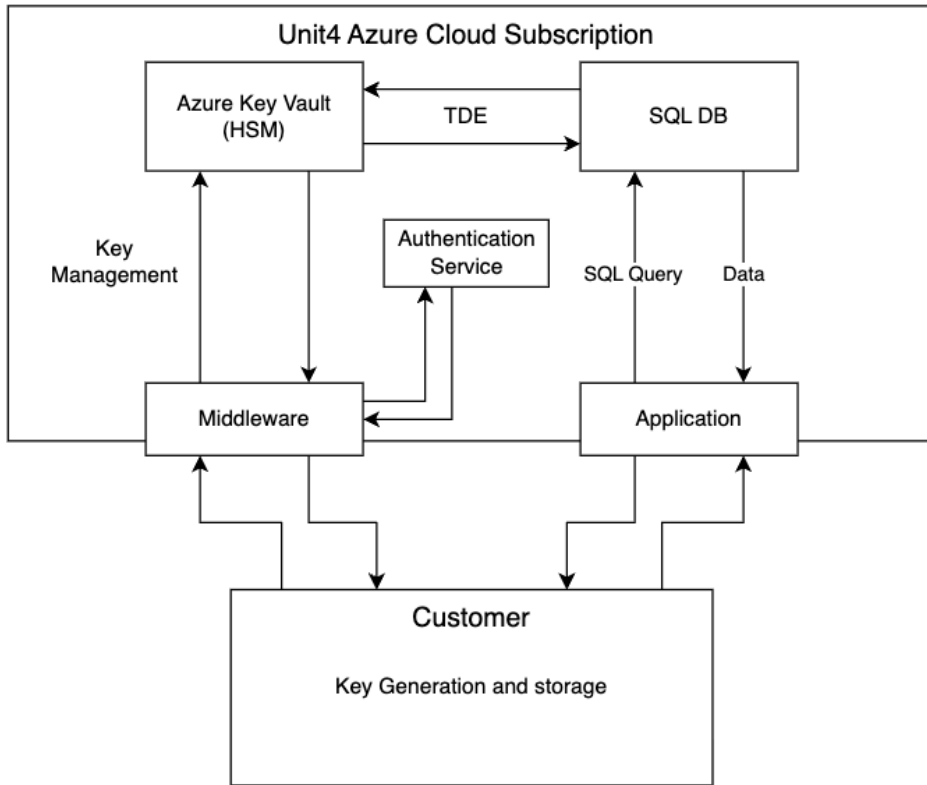 Unit4 Azure Cloud Subscription
Azure Key Vault
(HSM)
TDE
SQL DB
Authentication
Service
Key
Management
SQL Query
Data
Middleware
Application
Customer
Key Generation and storage